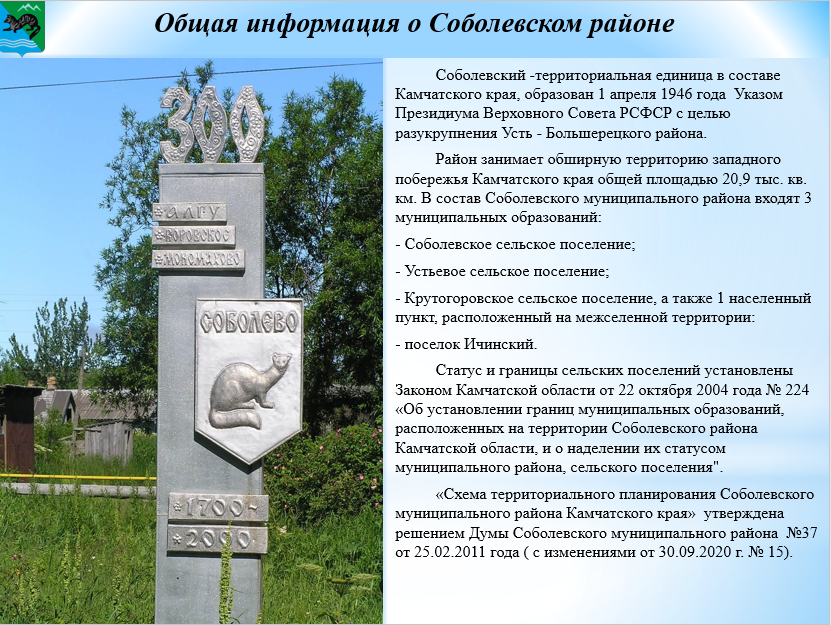 Общая информация о Соболевском районе
300
АЛГУ
ВОРОВСКОЕ
СОБОЛЕВО
1700-
2000
Соболевский -территориальная единица в составе
Камчатского края, образован 1 апреля 1946 года Указом
Президиума Верховного Совета РСФСР с целью
разукрупнения Усть - Большерецкого района.
Район занимает обширную территорию западного
побережья Камчатского края общей площадью 20,9 тыс. кв.
км. В состав Соболевского муниципального района входят 3
муниципальных образований:
- Соболевское сельское поселение;
- Устьевое сельское поселение;
- Крутогоровское сельское поселение, а также 1 населенный
пункт, расположенный на межселенной территории:
- поселок Ичинский.
Статус и границы сельских поселений установлены
Законом Камчатской области от 22 октября 2004 года № 224
«Об установлении границ муниципальных образований,
расположенных на территории Соболевского района
Камчатской области, и о наделении их статусом
муниципального района, сельского поселения".
«Схема территориального планирования Соболевского
муниципального района Камчатского края» утверждена
решением Думы Соболевского муниципального района №37
от 25.02.2011 года ( с изменениями от 30.09.2020 г. № 15).